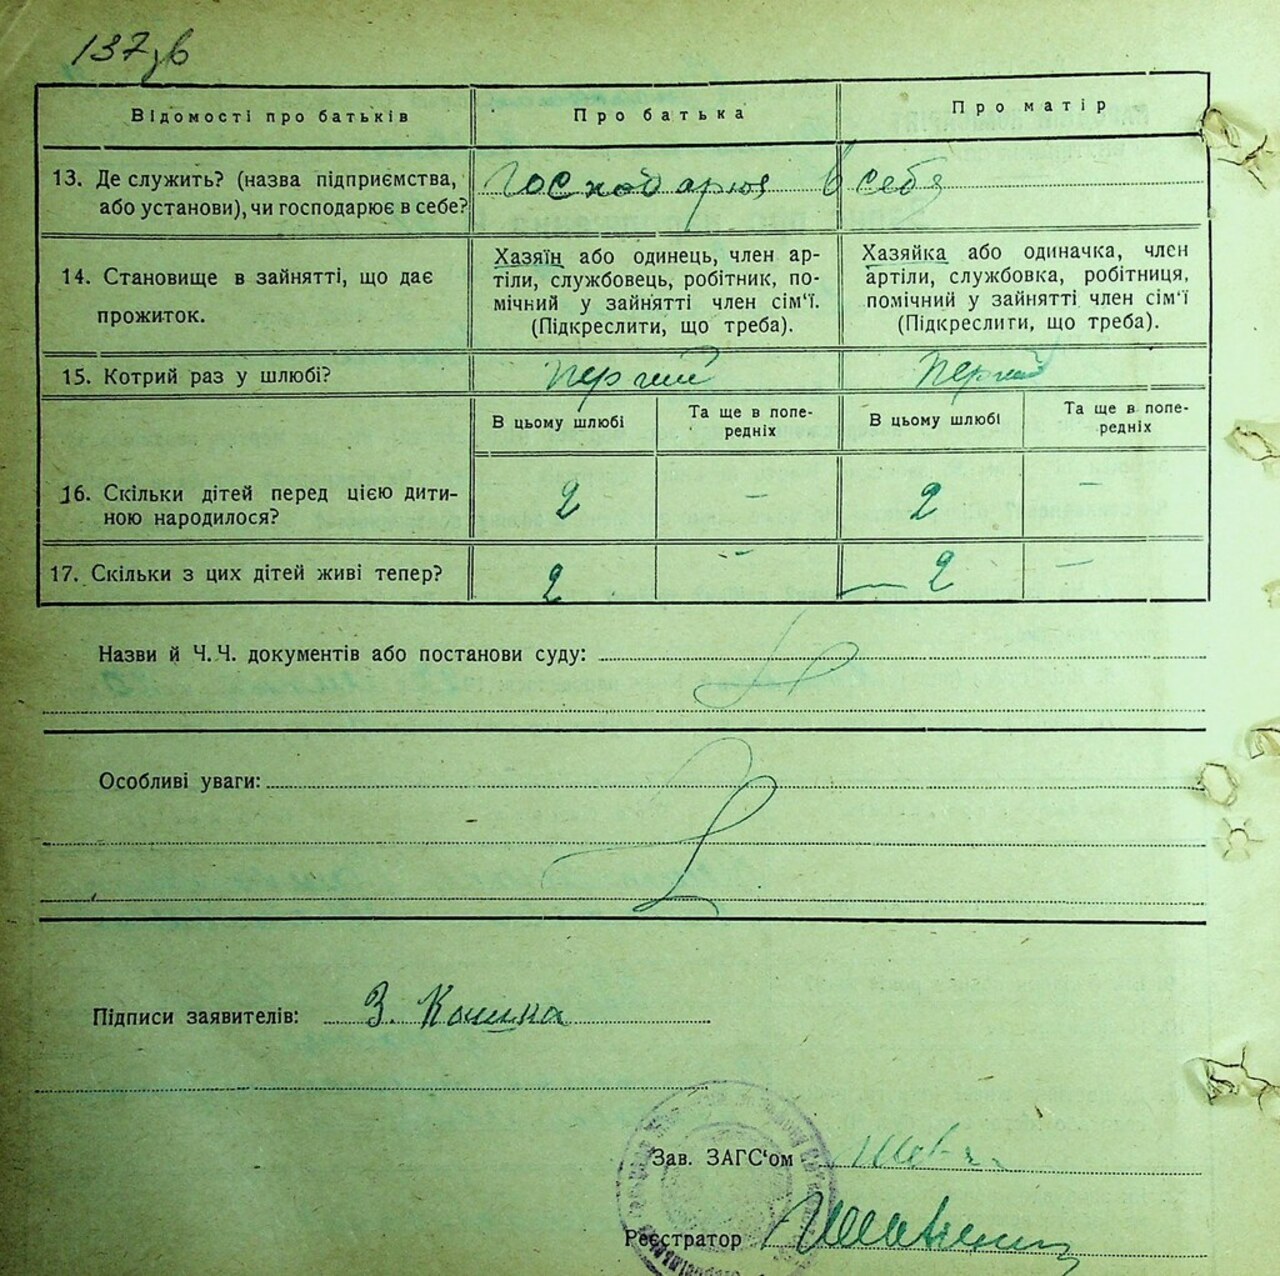 137зв
Відомості про батьків
Про батька
Про матір
13. Де служить? (назва підприємства,
або установи), чи господарює в себе?
господарює в себе
14. Становище в зайнятті, що дає
прожиток.
Хазяїн або одинець, член ар-
тіли, службовець, робітник, по-
мічний у зайнятті член сім'ї.
(Підкреслити, що треба).
Хазяйка або одиначка, член
артіли, службовка, робітниця,
помічний у зайнятті член сім'ї
(Підкреслити, що треба).
15. Котрий раз у шлюбі?
перший
перший
В цьому шлюбі
Та ще в попе-
редніх
В цьому шлюбі
Та ще в попе-
редніх
16. Скільки дітей перед цією дити-
ною народилося?
2
–
2
–
17. Скільки з цих дітей живі тепер?
2
–
– 2
–
Назви й Ч. Ч. документів або постанови суду:
Особливі уваги:
Підписи заявителів: З.
Зав. ЗАГС'ом
Реєстратор